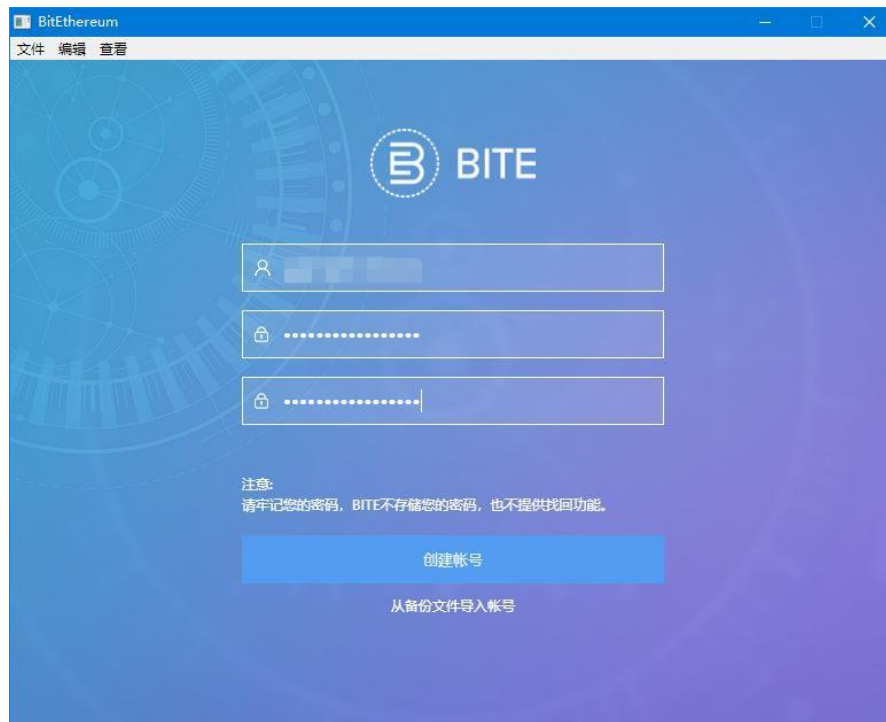 BitEthereum
文件 编辑 查看
BITE
注意:
请牢记您的密码，BITE不存储您的密码，也不提供找回功能。
创建帐号
从备份文件导入帐号